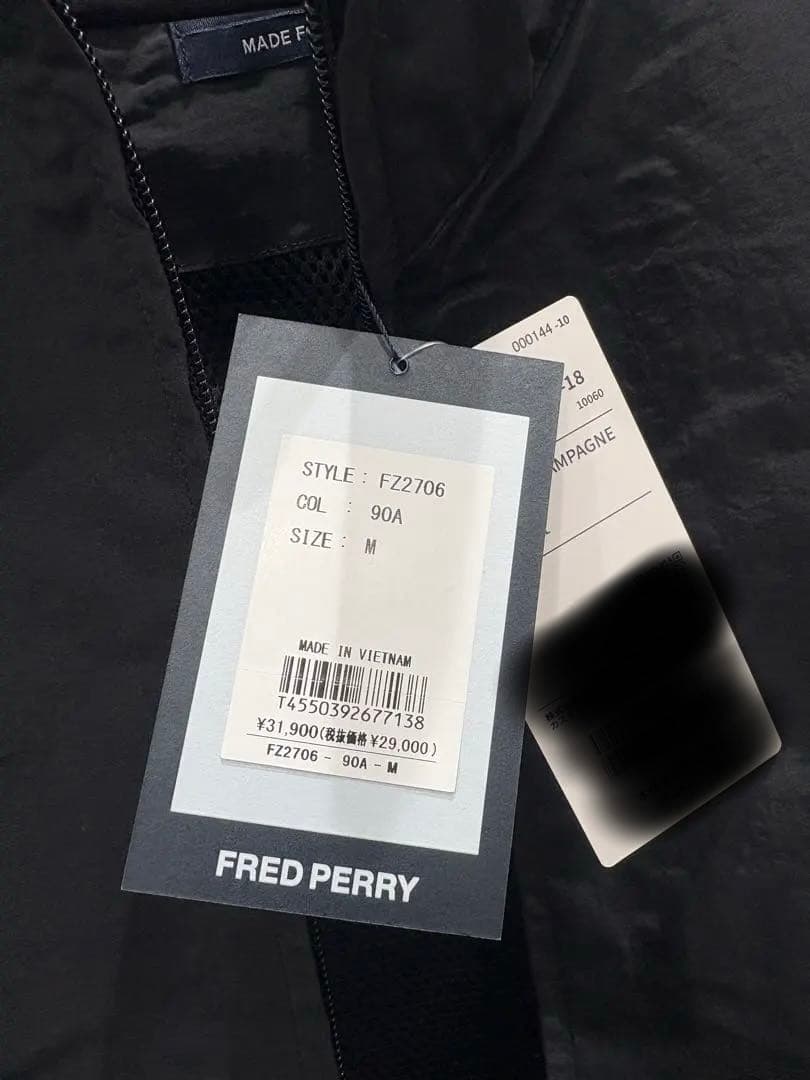 MADE F
000144-10
-18
10060
MPAGNE
STYLE : FZ2706
COL : 90A
SIZE : M
MADE IN VIETNAM
T4550392677138
¥31,900(税抜価格 ¥29,000)
FZ2706 - 90A - M
FRED PERRY